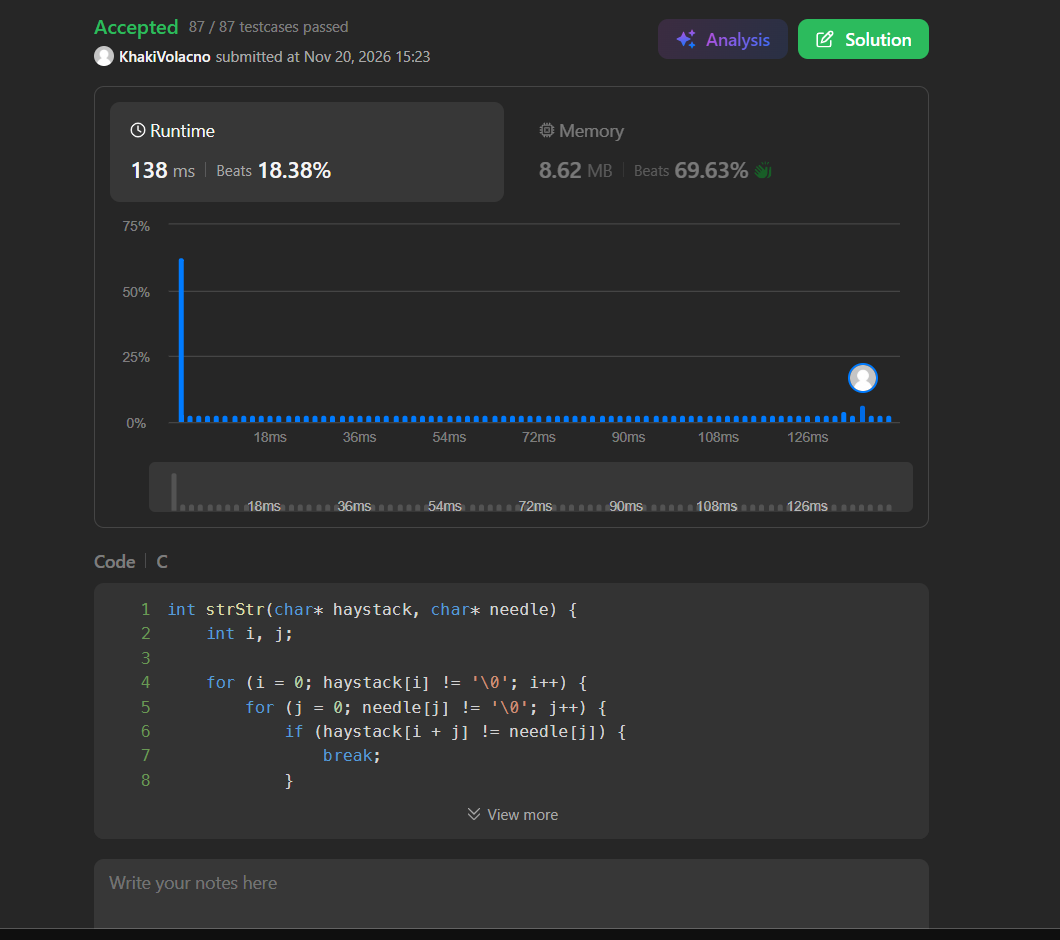 Accepted 87 / 87 testcases passed
KhakiVolacno submitted at Nov 20, 2026 15:23
Analysis
Solution
Runtime
138 ms | Beats 18.38%
Memory
8.62 MB | Beats 69.63%
75%
50%
25%
0%
18ms 36ms 54ms 72ms 90ms 108ms 126ms
18ms 36ms 54ms 72ms 90ms 108ms 126ms
Code | C
1 int strStr(char* haystack, char* needle) {
2     int i, j;
3
4     for (i = 0; haystack[i] != '\0'; i++) {
5         for (j = 0; needle[j] != '\0'; j++) {
6             if (haystack[i + j] != needle[j]) {
7                 break;
8             }
View more
Write your notes here